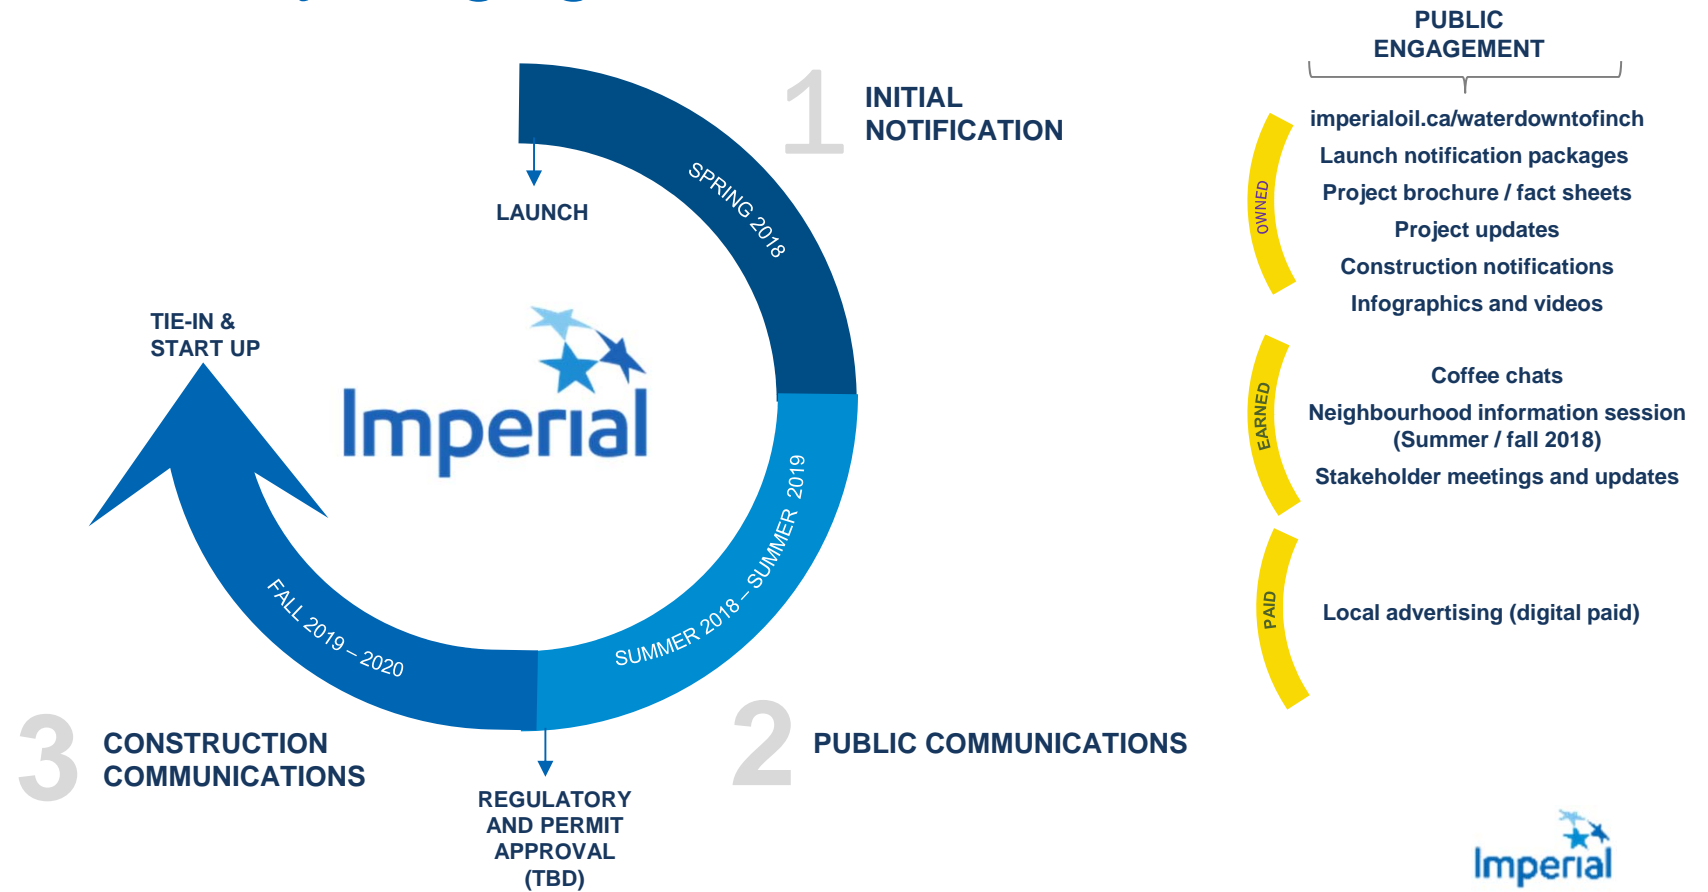 1
INITIAL
NOTIFICATION
SPRING 2018
LAUNCH
TIE-IN &
START UP
Imperial
SUMMER 2018 – SUMMER 2019
FALL 2019 – 2020
3
CONSTRUCTION
COMMUNICATIONS
2
PUBLIC COMMUNICATIONS
REGULATORY
AND PERMIT
APPROVAL
(TBD)
PUBLIC
ENGAGEMENT
OWNED
imperialoil.ca/waterdowntofinch
Launch notification packages
Project brochure / fact sheets
Project updates
Construction notifications
Infographics and videos
EARNED
Coffee chats
Neighbourhood information session
(Summer / fall 2018)
Stakeholder meetings and updates
PAID
Local advertising (digital paid)
Imperial